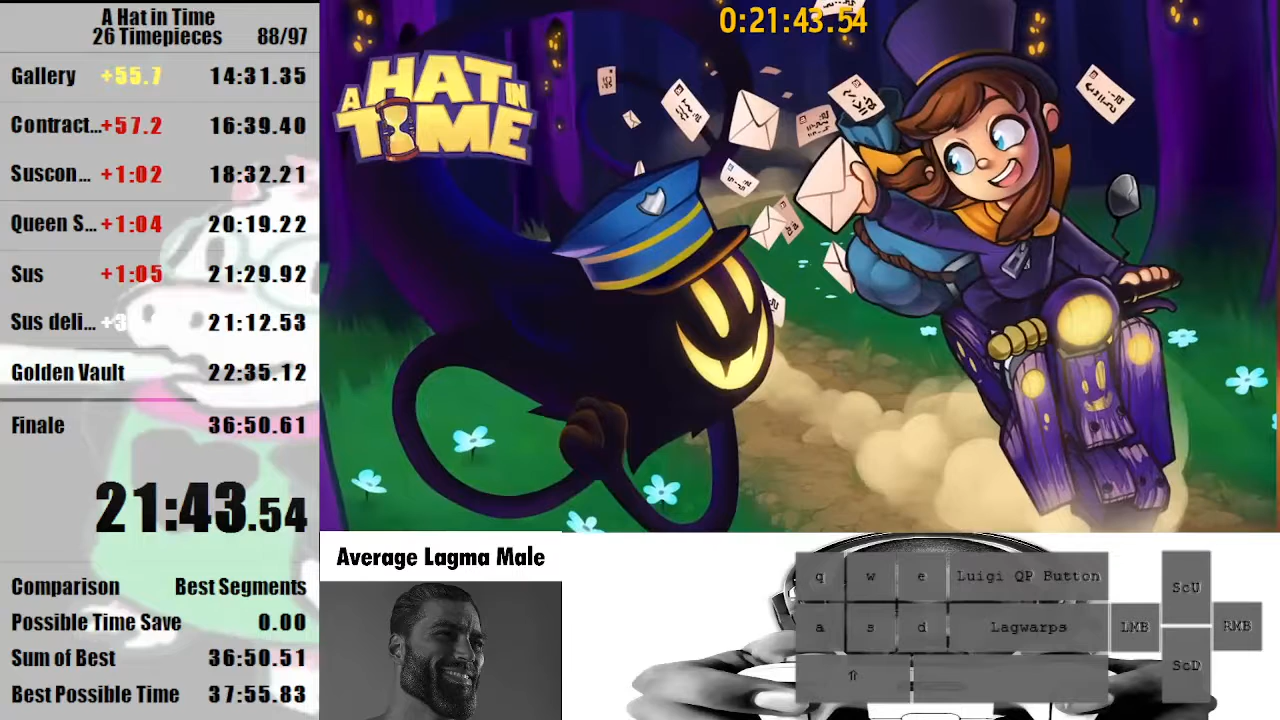 A Hat in Time
26 Timepieces 88/97
Gallery +55.7 14:31.35
Contract... +57.2 16:39.40
Suscon... +1:02 18:32.21
Queen S... +1:04 20:19.22
Sus +1:05 21:29.92
Sus deli... 21:12.53
Golden Vault 22:35.12
Finale 36:50.61
21:43.54
Comparison Best Segments
Possible Time Save 0.00
Sum of Best 36:50.51
Best Possible Time 37:55.83
0:21:43.54
A HAT IN TIME
Average Lagma Male
q w e Luigi QP Button
a s d Lagwarps
LMB ScU RMB
ScD